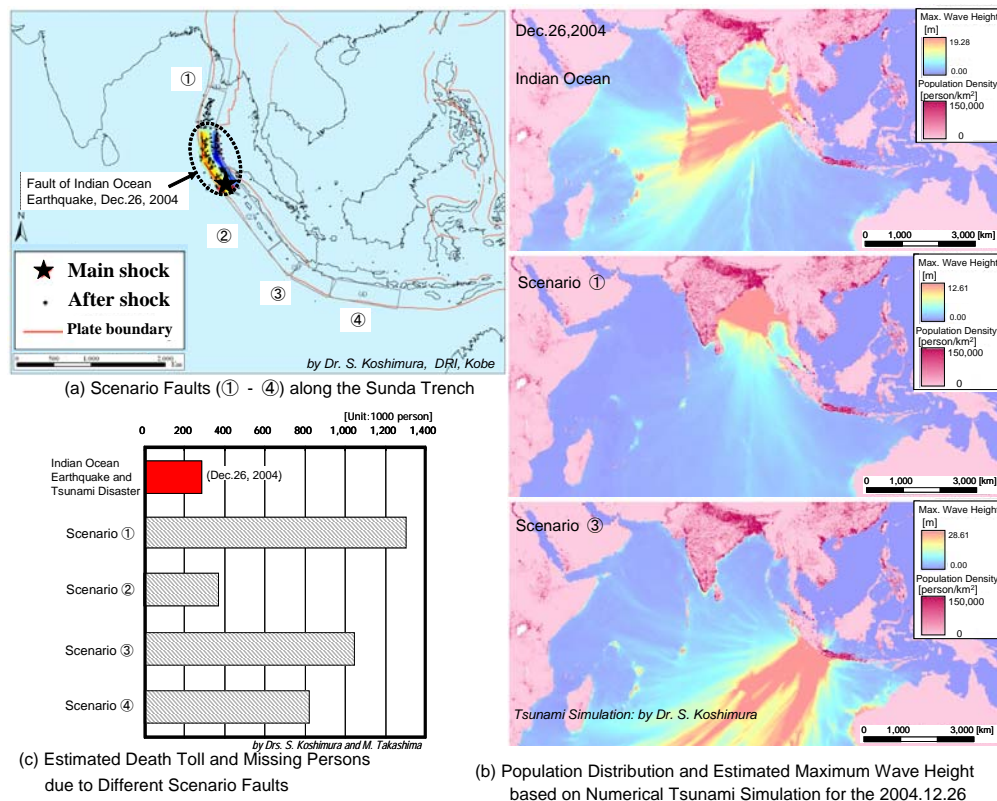 ①
Fault of Indian Ocean
Earthquake, Dec.26, 2004
N
②
③
④
Main shock
After shock
Plate boundary
0 500 1,000 2,000
Km
by Dr. S. Koshimura, DRI, Kobe
(a) Scenario Faults (① - ④) along the Sunda Trench
Dec.26,2004
Indian Ocean
Max. Wave Height
[m]
19.28
0.00
Population Density
[person/km²]
150,000
0
0 1,000 3,000 [km]
Scenario ①
Max. Wave Height
[m]
12.61
0.00
Population Density
[person/km²]
150,000
0
0 1,000 3,000 [km]
Scenario ③
Max. Wave Height
[m]
28.61
0.00
Population Density
[person/km²]
150,000
0
Tsunami Simulation: by Dr. S. Koshimura
0 1,000 3,000 [km]
(b) Population Distribution and Estimated Maximum Wave Height
based on Numerical Tsunami Simulation for the 2004.12.26
[Unit:1000 person]
0 200 400 600 800 1,000 1,200 1,400
Indian Ocean
Earthquake and
Tsunami Disaster
(Dec.26, 2004)
Scenario ①
Scenario ②
Scenario ③
Scenario ④
by Drs. S. Koshimura and M. Takashima
(c) Estimated Death Toll and Missing Persons
due to Different Scenario Faults